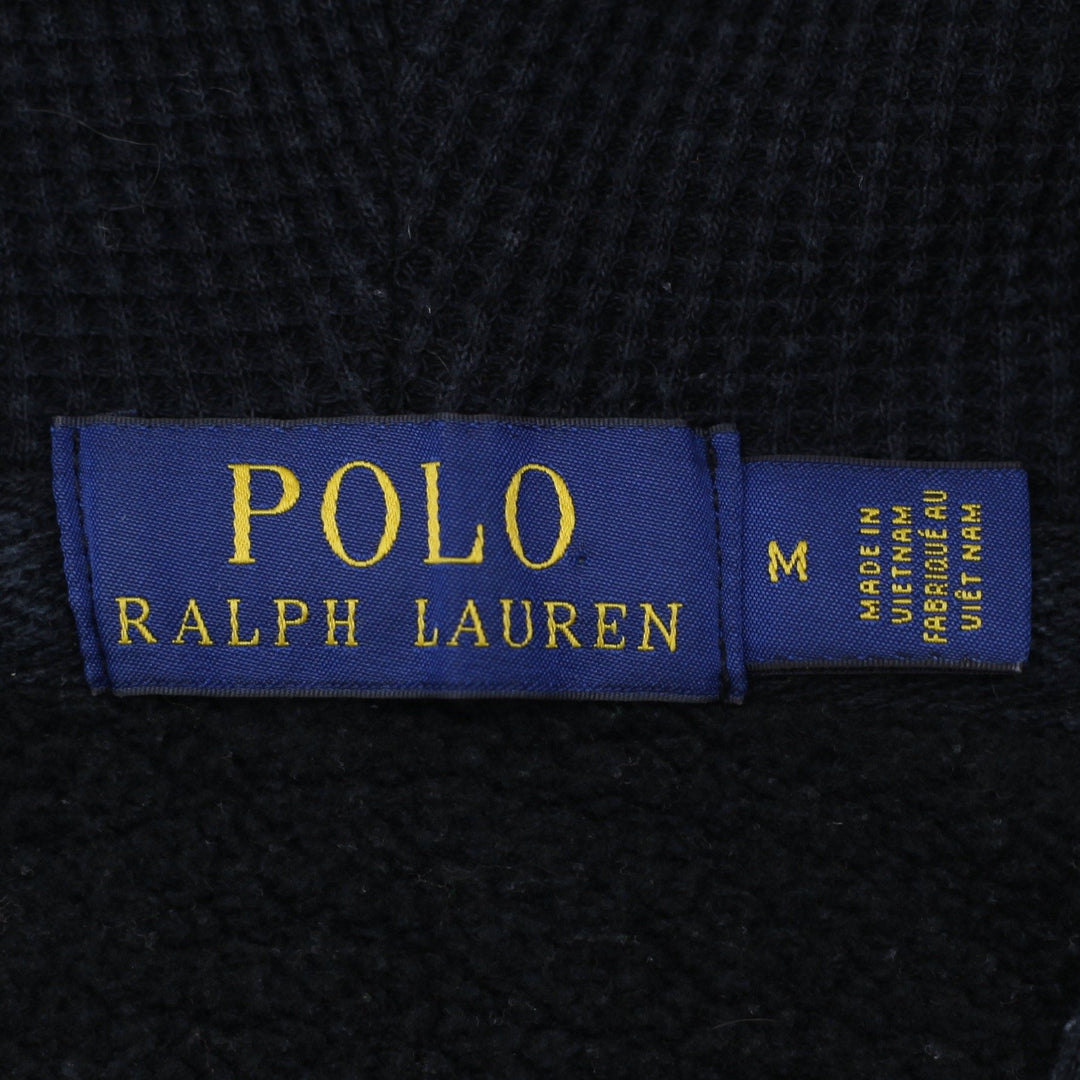 POLO
RALPH LAUREN
M
MADE IN
VIETNAM
FABRIQUÉ AU
VIÊT NAM